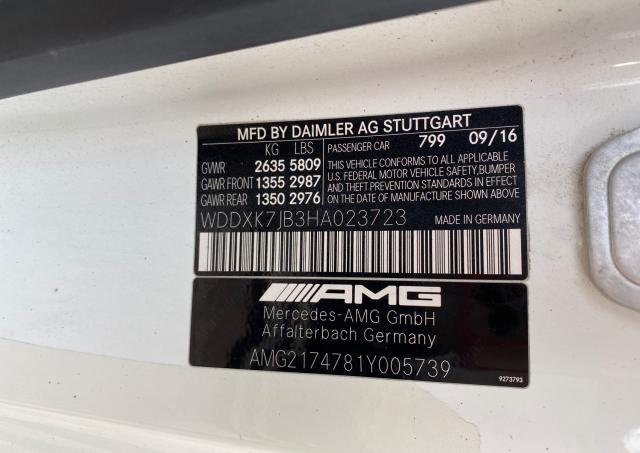 MFD BY DAIMLER AG STUTTGART
KG LBS PASSENGER CAR 799 09/16
GVWR 2635 5809 THIS VEHICLE CONFORMS TO ALL APPLICABLE
GAWR FRONT 1355 2987 U.S. FEDERAL MOTOR VEHICLE SAFETY, BUMPER
GAWR REAR 1350 2976 AND THEFT PREVENTION STANDARDS IN EFFECT
ON THE DATE OF MANUFACTURE SHOWN ABOVE.
WDDXK7JB3HA023723 MADE IN GERMANY
AMG
Mercedes-AMG GmbH
Affalterbach Germany
AMG2174781Y005739
9273793